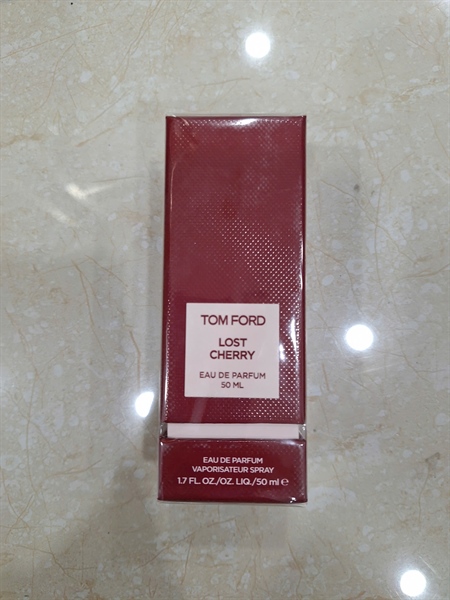 TOM FORD
LOST
CHERRY
EAU DE PARFUM
50 ML
EAU DE PARFUM
VAPORISATEUR SPRAY
1.7 FL. OZ./OZ. LIQ./50 ml ℮